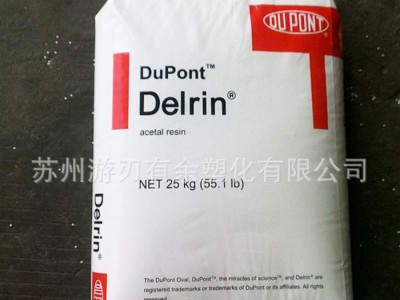 DU PONT
DuPont™
Delrin®
acetal resin
苏州游刃有余塑化有限公司
NET 25 kg (55.1 lb)
Delrin®
The DuPont Oval, DuPont™, the miracles of science™, and Delrin® are
registered trademarks or trademarks of DuPont or its affiliates. All rights
reserved.